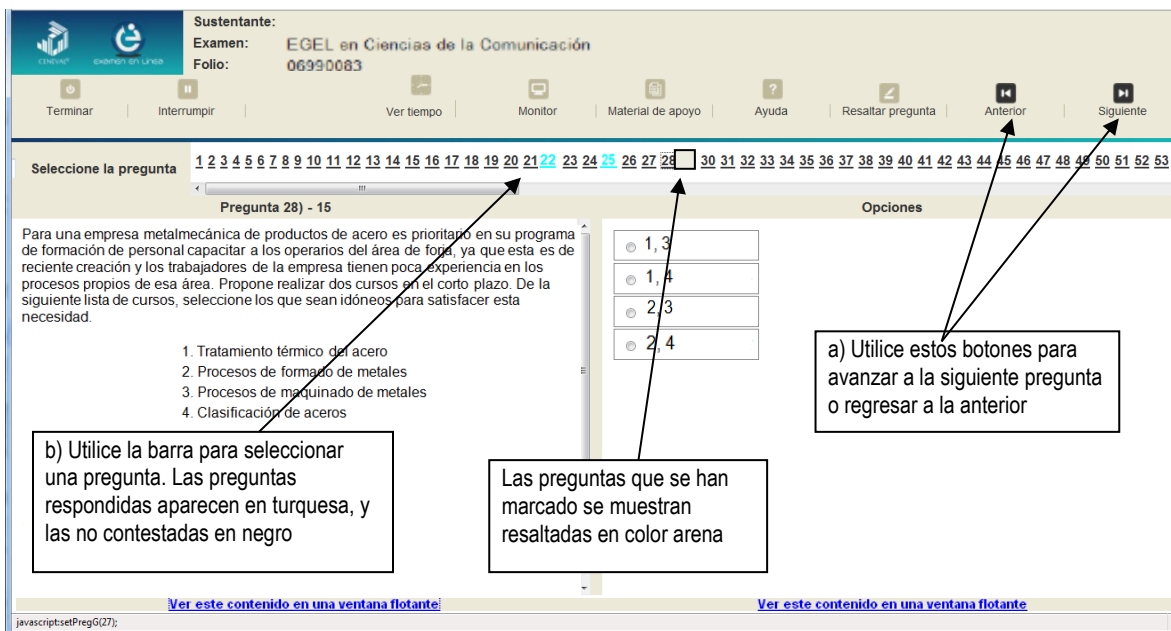 CENEVAL®
examen en línea
Sustentante:
Examen: EGEL en Ciencias de la Comunicación
Folio: 06990083
Terminar
Interrumpir
Ver tiempo
Monitor
Material de apoyo
Ayuda
Resaltar pregunta
Anterior
Siguiente
Seleccione la pregunta
1 2 3 4 5 6 7 8 9 10 11 12 13 14 15 16 17 18 19 20 21 22 23 24 25 26 27 28 30 31 32 33 34 35 36 37 38 39 40 41 42 43 44 45 46 47 48 49 50 51 52 53
Pregunta 28) - 15
Opciones
Para una empresa metalmecánica de productos de acero es prioritario en su programa
de formación de personal capacitar a los operarios del área de forja, ya que esta es de
reciente creación y los trabajadores de la empresa tienen poca experiencia en los
procesos propios de esa área. Propone realizar dos cursos en el corto plazo. De la
siguiente lista de cursos, seleccione los que sean idóneos para satisfacer esta
necesidad.
1. Tratamiento térmico del acero
2. Procesos de formado de metales
3. Procesos de maquinado de metales
4. Clasificación de aceros
1, 3
1, 4
2, 3
2, 4
a) Utilice estos botones para
avanzar a la siguiente pregunta
o regresar a la anterior
b) Utilice la barra para seleccionar
una pregunta. Las preguntas
respondidas aparecen en turquesa, y
las no contestadas en negro
Las preguntas que se han
marcado se muestran
resaltadas en color arena
Ver este contenido en una ventana flotante
Ver este contenido en una ventana flotante
javascript:setPregG(27);